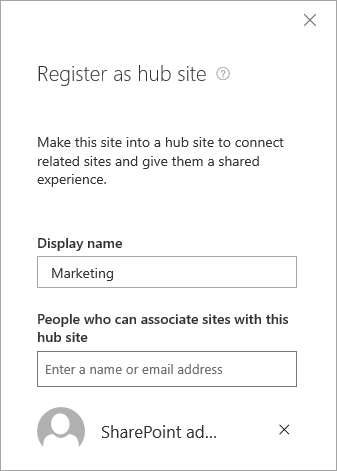 Register as hub site
Make this site into a hub site to connect
related sites and give them a shared
experience.
Display name
Marketing
People who can associate sites with this
hub site
Enter a name or email address
SharePoint ad...